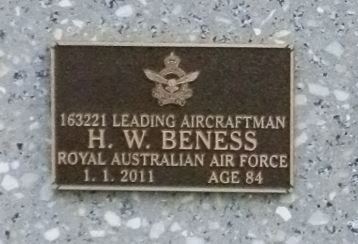 163221 LEADING AIRCRAFTMAN
H. W. BENESS
ROYAL AUSTRALIAN AIR FORCE
1. 1. 2011 AGE 84